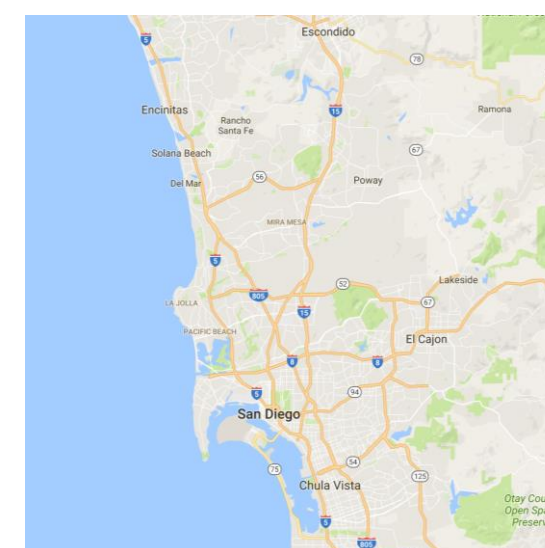 Escondido
5
78
Encinitas
15
Ramona
Rancho
Santa Fe
Solana Beach
67
56
Del Mar
Poway
MIRA MESA
5
52
Lakeside
805
LA JOLLA
67
15
PACIFIC BEACH
El Cajon
8
8
5
94
San Diego
54
75
125
Chula Vista
Otay Cou
Open Spa
Preserv
5
805